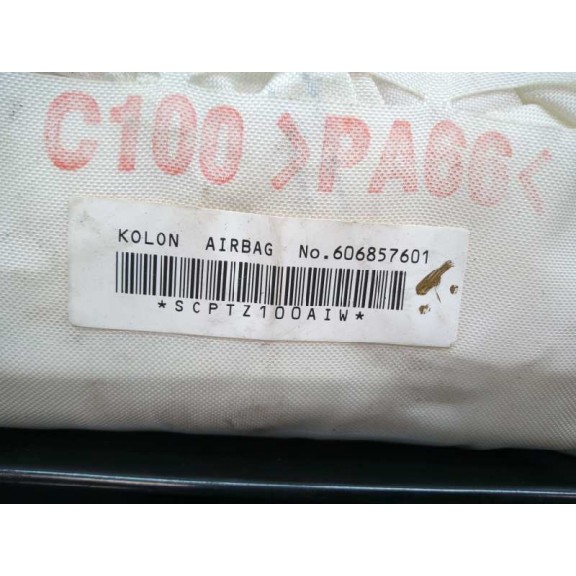 C100 >PA66<
KOLON AIRBAG No.606857601
*SCPTZ100AIW*